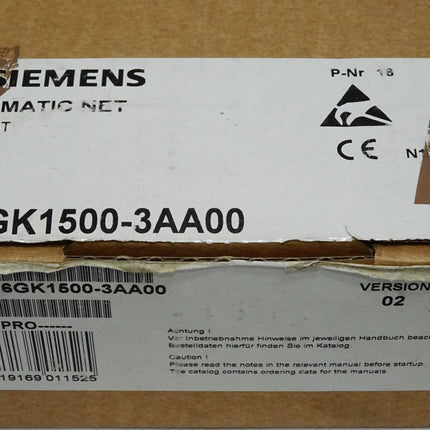 SIEMENS
P-Nr 18
MATIC NET
T
CE N1
GK1500-3AA00
6GK1500-3AA00
VERSION
02
PRO------
Achtung !
Vor Inbetriebnahme Hinweise im jeweiligen Handbuch beac
Bestelldaten hierfür finden Sie im Katalog.
Caution !
Please read the notes in the relevant manual before startup
The catalog contains ordering data for the manuals.
19169 011525